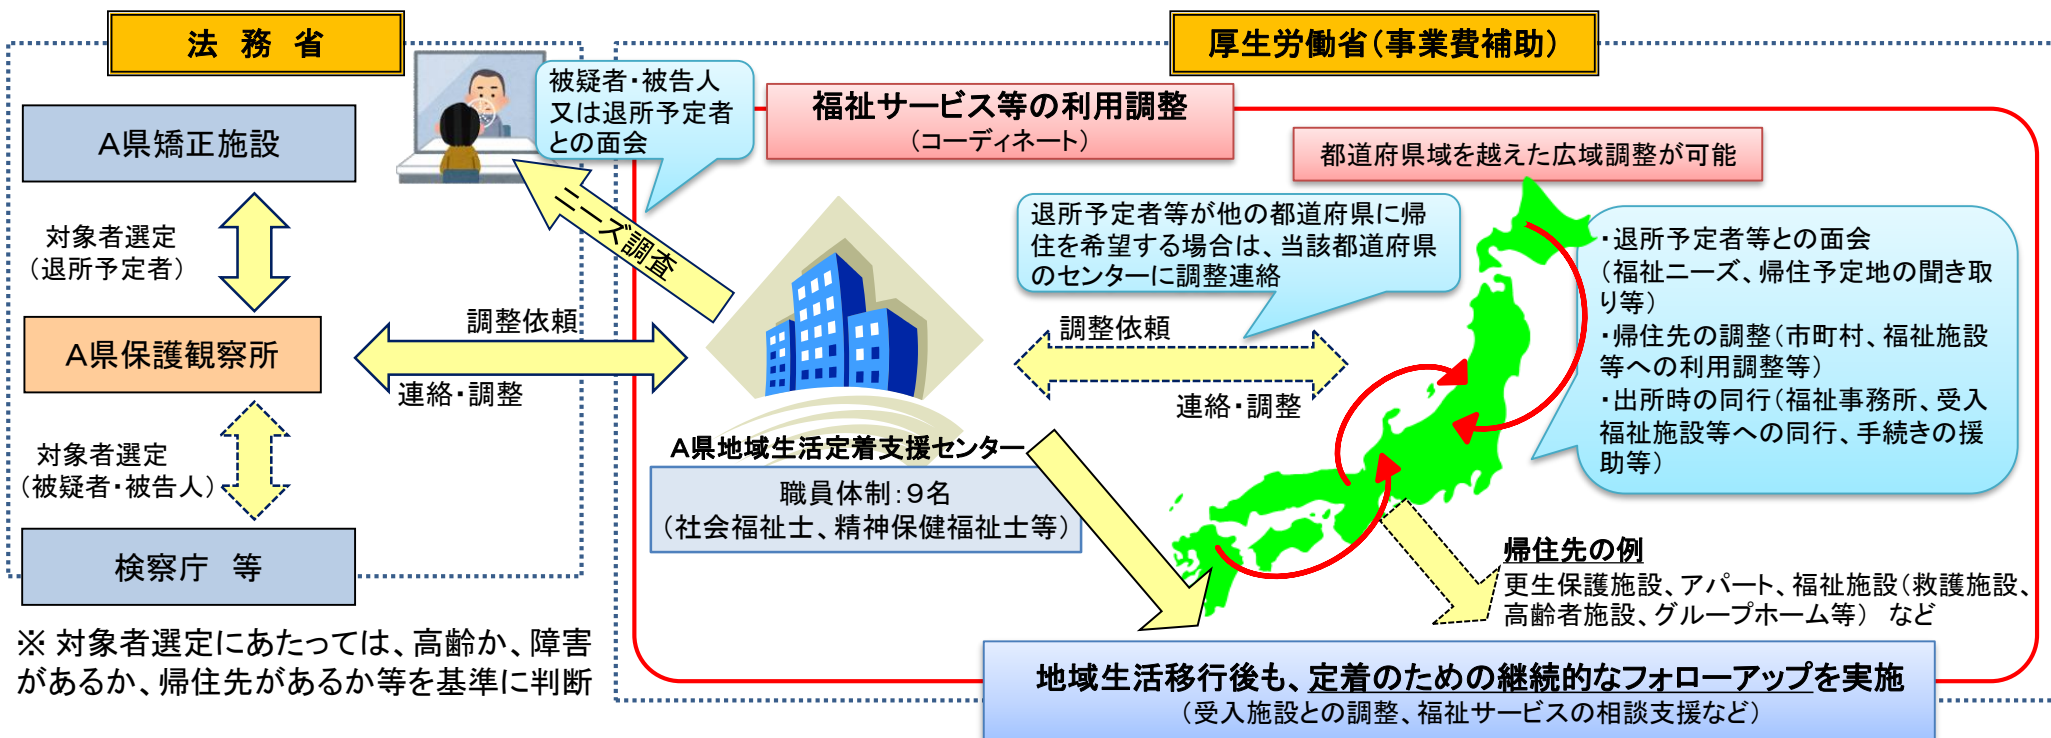 法 務 省
厚生労働省(事業費補助)
A県矯正施設
対象者選定
(退所予定者)
A県保護観察所
対象者選定
(被疑者・被告人)
検察庁 等
※ 対象者選定にあたっては、高齢か、障害
があるか、帰住先があるか等を基準に判断
被疑者・被告人
又は退所予定者
との面会
ニーズ調査
調整依頼
連絡・調整
福祉サービス等の利用調整
(コーディネート)
都道府県域を越えた広域調整が可能
退所予定者等が他の都道府県に帰
住を希望する場合は、当該都道府県
のセンターに調整連絡
調整依頼
連絡・調整
A県地域生活定着支援センター
職員体制:9名
(社会福祉士、精神保健福祉士等)
・退所予定者等との面会
(福祉ニーズ、帰住予定地の聞き取
り等)
・帰住先の調整(市町村、福祉施設
等への利用調整等)
・出所時の同行(福祉事務所、受入
福祉施設等への同行、手続きの援
助等)
帰住先の例
更生保護施設、アパート、福祉施設(救護施設、
高齢者施設、グループホーム等) など
地域生活移行後も、定着のための継続的なフォローアップを実施
(受入施設との調整、福祉サービスの相談支援など)